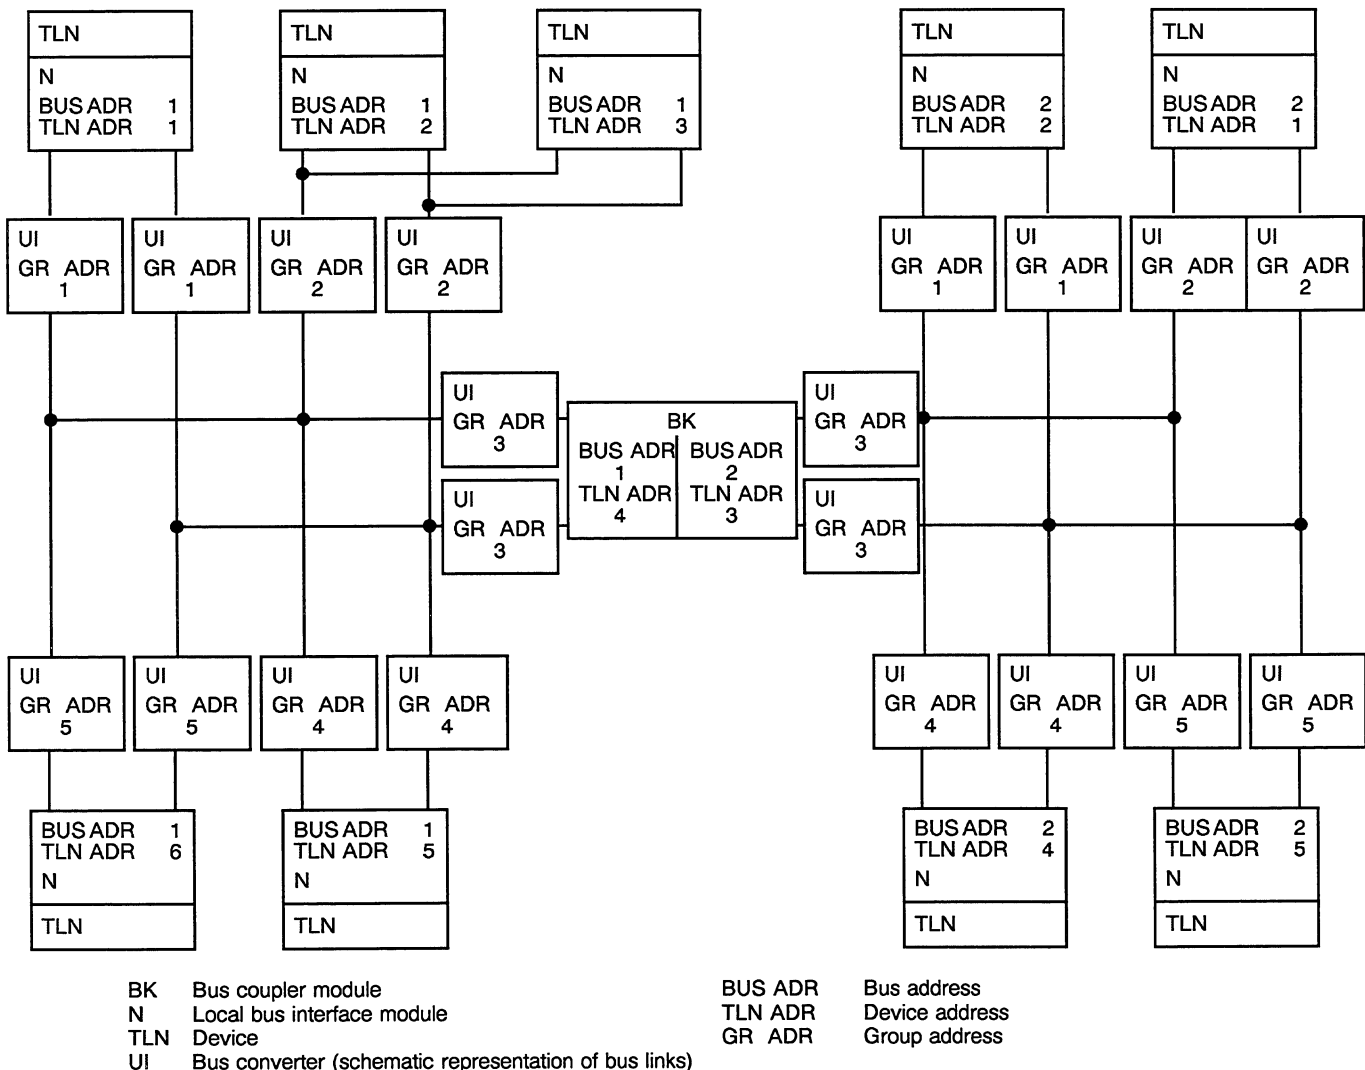 TLN
N
BUS ADR 1
TLN ADR 1
TLN
N
BUS ADR 1
TLN ADR 2
TLN
N
BUS ADR 1
TLN ADR 3
TLN
N
BUS ADR 2
TLN ADR 2
TLN
N
BUS ADR 2
TLN ADR 1
UI
GR ADR
1
UI
GR ADR
1
UI
GR ADR
2
UI
GR ADR
2
UI
GR ADR
1
UI
GR ADR
1
UI
GR ADR
2
UI
GR ADR
2
UI
GR ADR
3
UI
GR ADR
3
BK
BUS ADR
1
TLN ADR
4
BUS ADR
2
TLN ADR
3
UI
GR ADR
3
UI
GR ADR
3
UI
GR ADR
5
UI
GR ADR
5
UI
GR ADR
4
UI
GR ADR
4
UI
GR ADR
4
UI
GR ADR
4
UI
GR ADR
5
UI
GR ADR
5
BUS ADR 1
TLN ADR 6
N
TLN
BUS ADR 1
TLN ADR 5
N
TLN
BUS ADR 2
TLN ADR 4
N
TLN
BUS ADR 2
TLN ADR 5
N
TLN
BK Bus coupler module
N Local bus interface module
TLN Device
UI Bus converter (schematic representation of bus links)
BUS ADR Bus address
TLN ADR Device address
GR ADR Group address